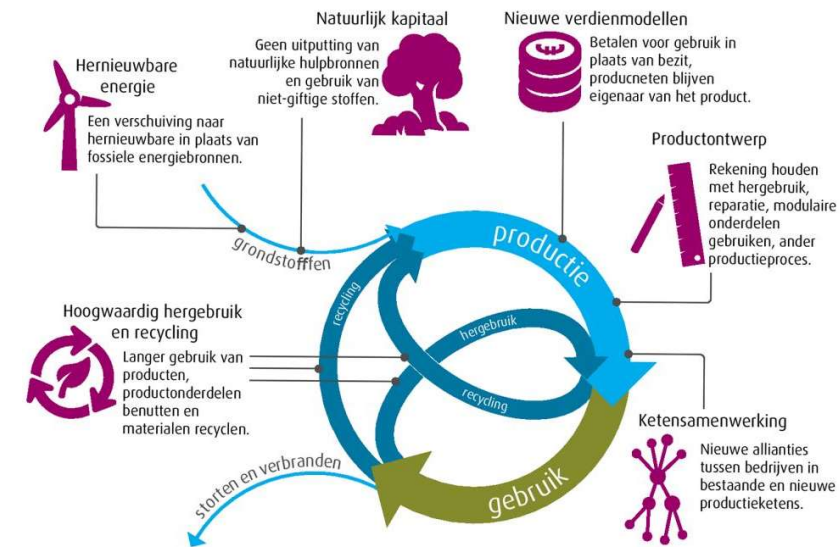 Natuurlijk kapitaal
Geen uitputting van
natuurlijke hulpbronnen
en gebruik van
niet-giftige stoffen.
Nieuwe verdienmodellen
Betalen voor gebruik in
plaats van bezit,
producneten blijven
eigenaar van het product.
Hernieuwbare
energie
Een verschuiving naar
hernieuwbare in plaats van
fossiele energiebronnen.
Productontwerp
Rekening houden
met hergebruik,
reparatie, modulaire
onderdelen
gebruiken, ander
productieproces.
grondstofffen
productie
recycling
hergebruik
recycling
Hoogwaardig hergebruik
en recycling
Langer gebruik van
producten,
productonderdelen
benutten en
materialen recyclen.
Ketensamenwerking
Nieuwe allianties
tussen bedrijven in
bestaande en nieuwe
productieketens.
storten en verbranden
gebruik